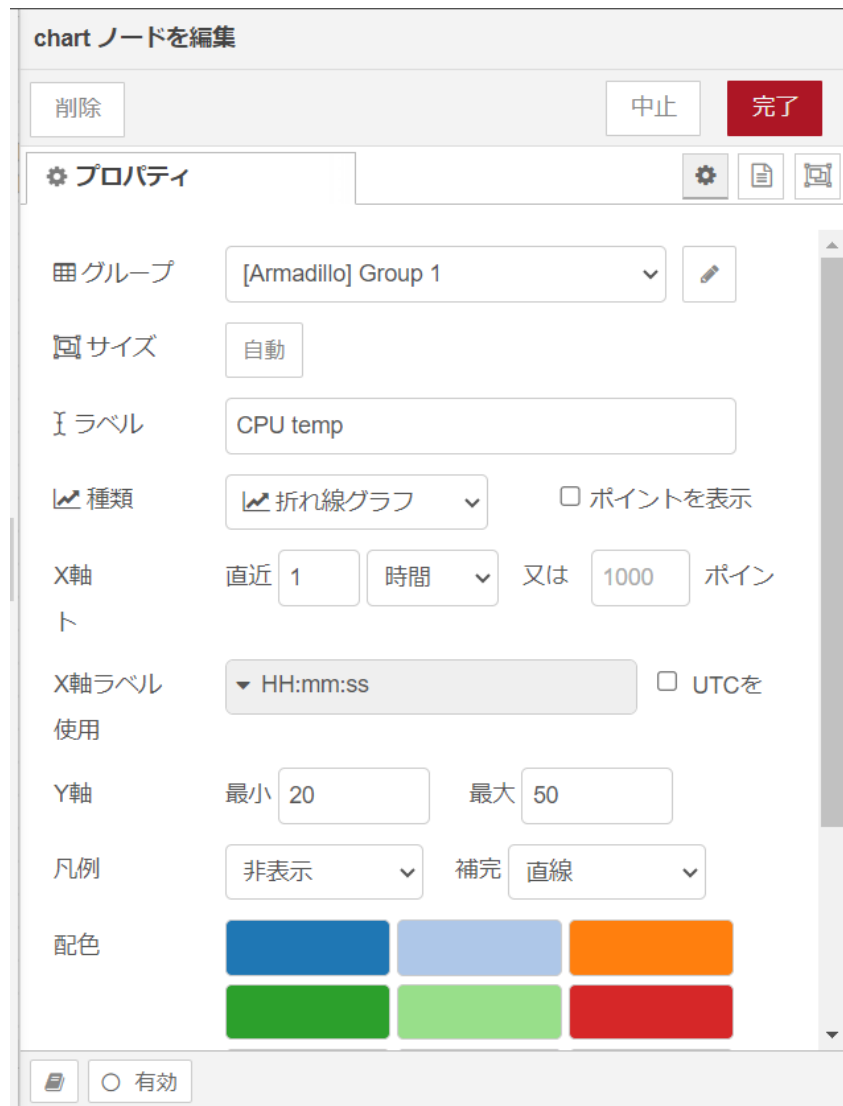 chart ノードを編集
削除 中止 完了
プロパティ
グループ [Armadillo] Group 1
サイズ 自動
ラベル CPU temp
種類 折れ線グラフ ポイントを表示
X軸 直近 1 時間 又は 1000 ポイン
ト
X軸ラベル HH:mm:ss UTCを
使用
Y軸 最小 20 最大 50
凡例 非表示 補完 直線
配色
有効